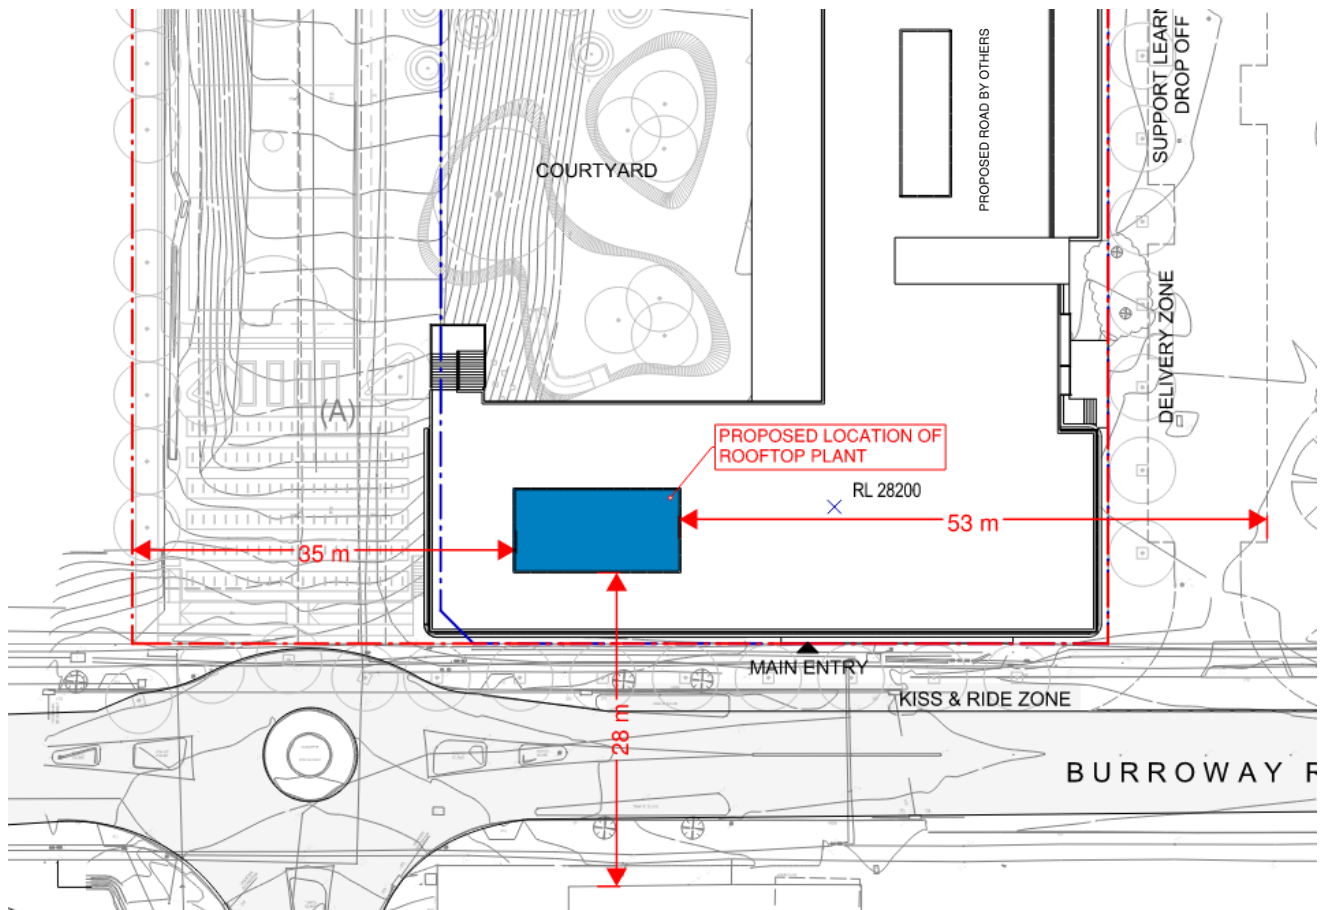 SUPPORT LEARN
DROP OFF
PROPOSED ROAD BY OTHERS
COURTYARD
DELIVERY ZONE
(A)
PROPOSED LOCATION OF
ROOFTOP PLANT
RL 28200
53 m
35 m
MAIN ENTRY
KISS & RIDE ZONE
28 m
BURROWAY R